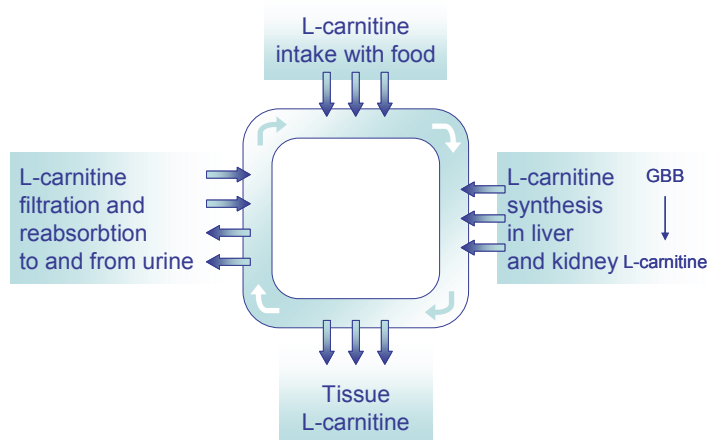 L-carnitine
intake with food
L-carnitine
filtration and
reabsorbtion
to and from urine
L-carnitine
synthesis
in liver
and kidney
GBB
L-carnitine
Tissue
L-carnitine